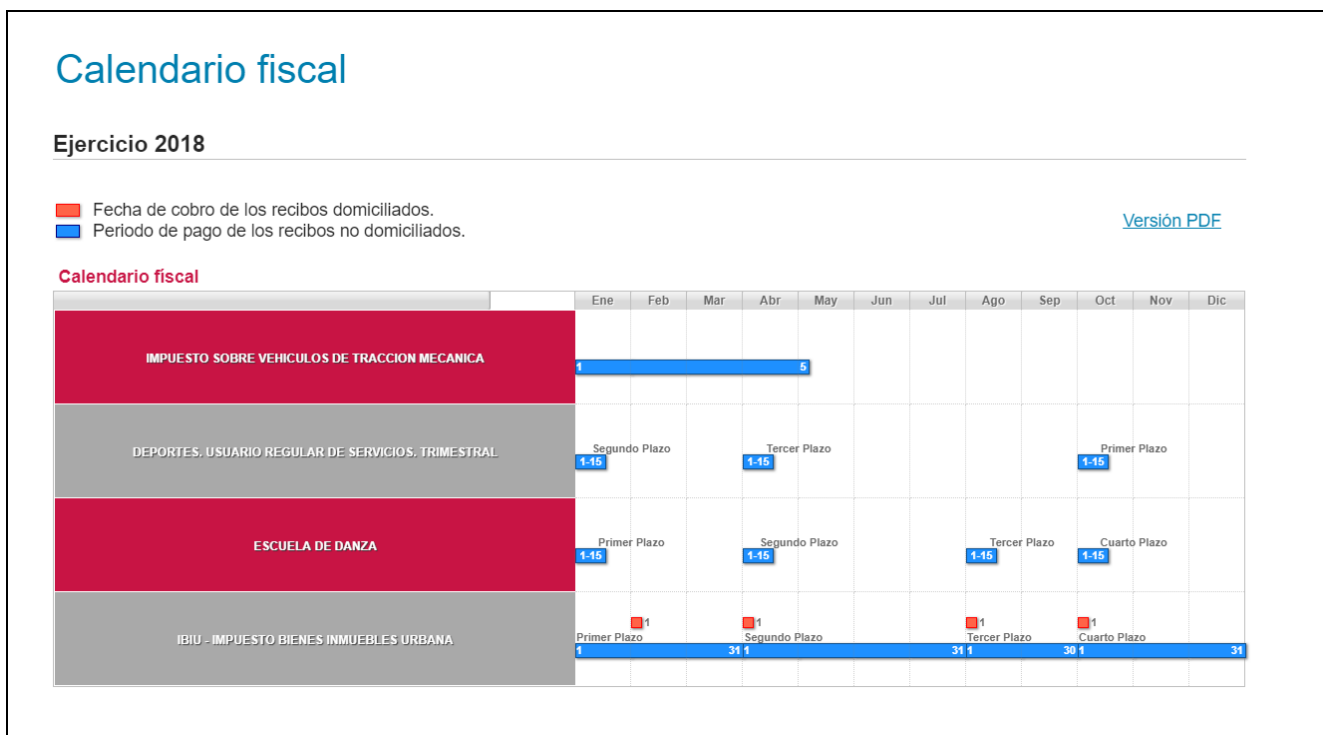 Calendario fiscal
Ejercicio 2018
Fecha de cobro de los recibos domiciliados.
Periodo de pago de los recibos no domiciliados.
Versión PDF
Calendario fiscal
Ene Feb Mar Abr May Jun Jul Ago Sep Oct Nov Dic
IMPUESTO SOBRE VEHICULOS DE TRACCION MECANICA
1 5
DEPORTES. USUARIO REGULAR DE SERVICIOS. TRIMESTRAL
Segundo Plazo Tercer Plazo Primer Plazo
1-15 1-15 1-15
ESCUELA DE DANZA
Primer Plazo Segundo Plazo Tercer Plazo Cuarto Plazo
1-15 1-15 1-15 1-15
IBIU - IMPUESTO BIENES INMUEBLES URBANA
1 1 1 1
Primer Plazo Segundo Plazo Tercer Plazo Cuarto Plazo
1 31 1 31 1 30 1 31